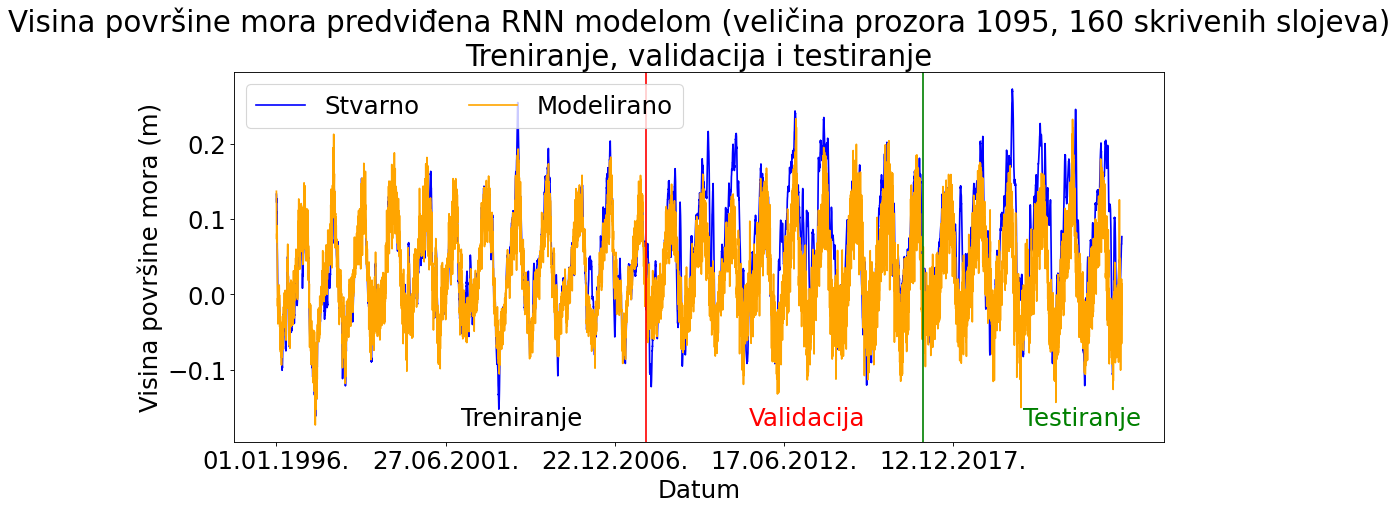 Visina površine mora predviđena RNN modelom (veličina prozora 1095, 160 skrivenih slojeva)
Treniranje, validacija i testiranje
Stvarno
Modelirano
Visina površine mora (m)
0.2
0.1
0.0
−0.1
Treniranje
Validacija
Testiranje
01.01.1996.
27.06.2001.
22.12.2006.
17.06.2012.
12.12.2017.
Datum